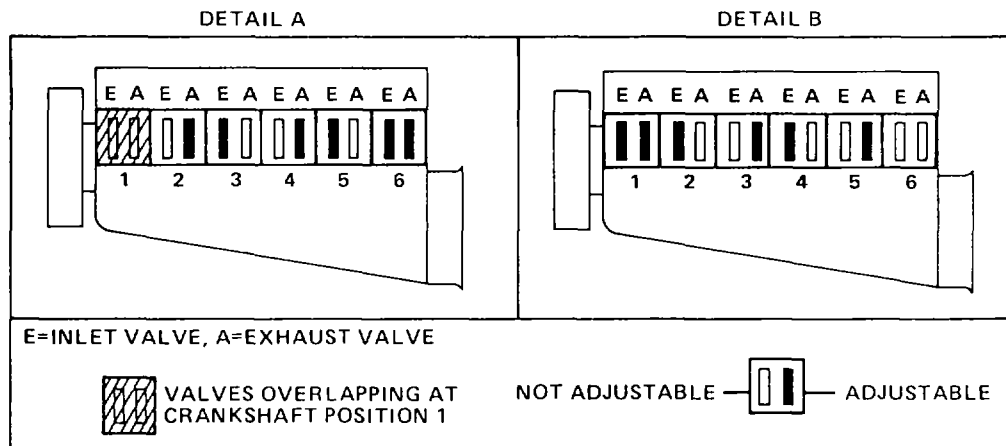 DETAIL A
DETAIL B
E A E A E A E A E A E A
1 2 3 4 5 6
E A E A E A E A E A E A
1 2 3 4 5 6
E=INLET VALVE, A=EXHAUST VALVE
VALVES OVERLAPPING AT
CRANKSHAFT POSITION 1
NOT ADJUSTABLE
ADJUSTABLE